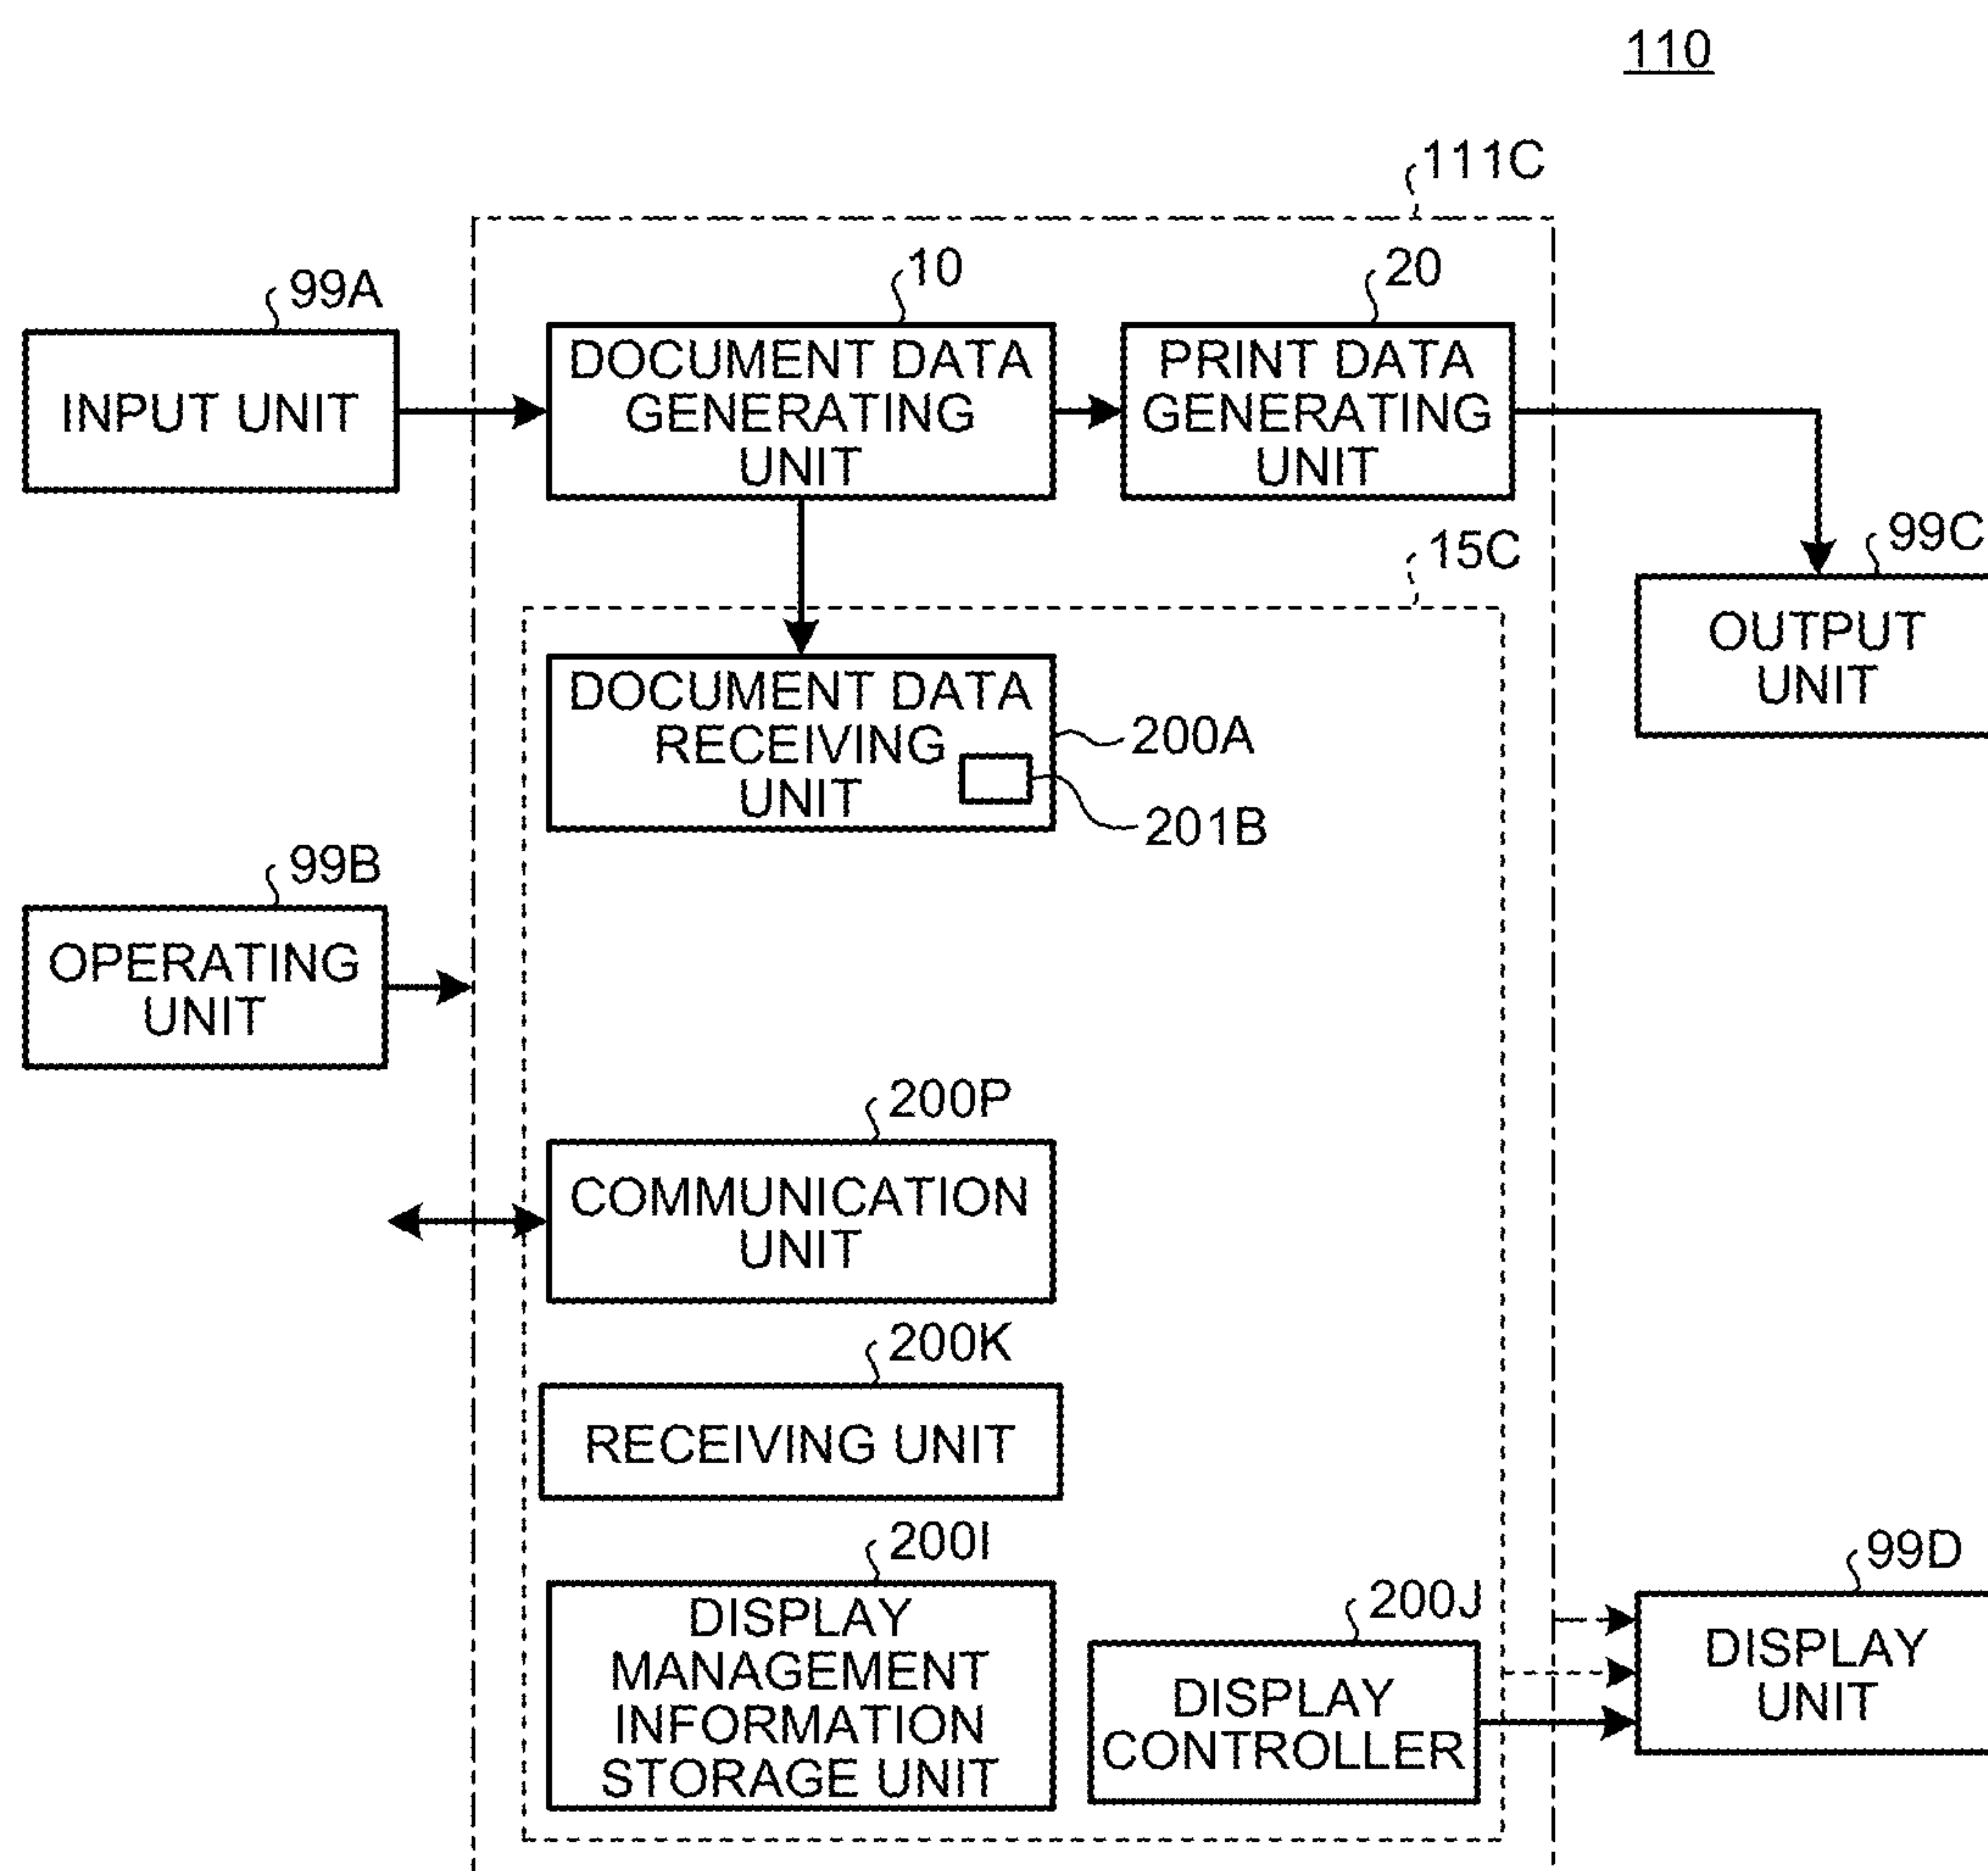 110
111C
10
20
99A
INPUT UNIT
DOCUMENT DATA
GENERATING
UNIT
PRINT DATA
GENERATING
UNIT
15C
99C
OUTPUT
UNIT
DOCUMENT DATA
RECEIVING
UNIT
200A
201B
99B
OPERATING
UNIT
200P
COMMUNICATION
UNIT
200K
RECEIVING UNIT
200I
DISPLAY
MANAGEMENT
INFORMATION
STORAGE UNIT
200J
DISPLAY
CONTROLLER
99D
DISPLAY
UNIT